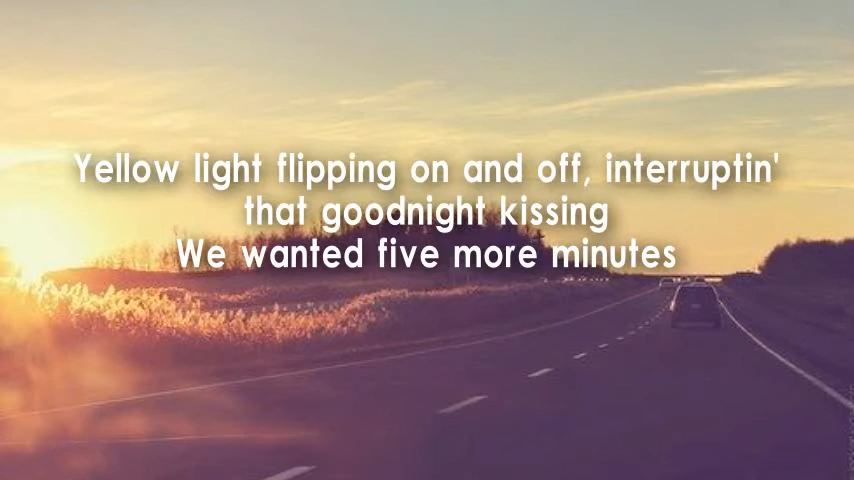 Yellow light flipping on and off, interruptin'
that goodnight kissing
We wanted five more minutes